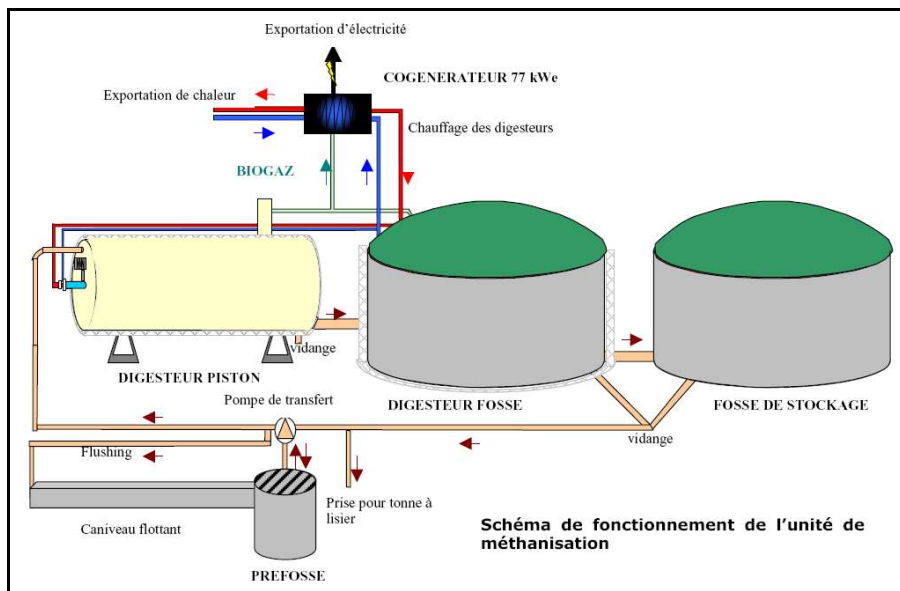 Exportation d'électricité
COGENERATEUR 77 kWe
Exportation de chaleur
Chauffage des digesteurs
BIOGAZ
vidange
DIGESTEUR PISTON
DIGESTEUR FOSSE
FOSSE DE STOCKAGE
Pompe de transfert
vidange
Flushing
Prise pour tonne à
lisier
Caniveau flottant
PREFOSSE
Schéma de fonctionnement de l'unité de
méthanisation